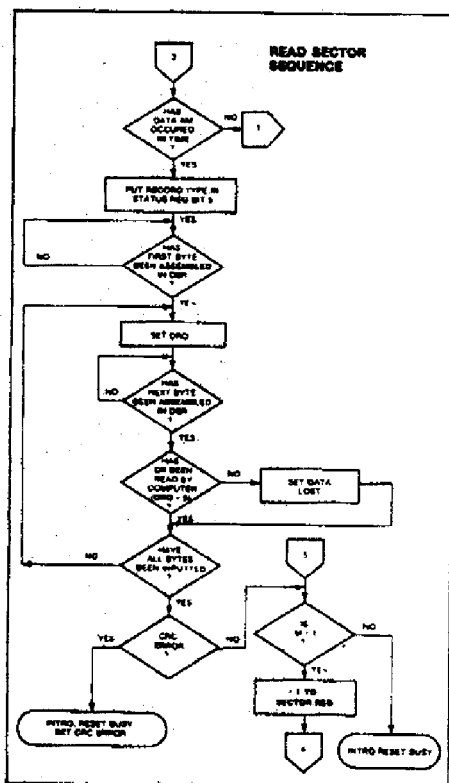 READ SECTOR
SEQUENCE
2
HAS
DATA AM
OCCURED
IN TIME
?
NO
1
YES
PUT RECORD TYPE IN
STATUS REG BIT 5
YES
HAS
FIRST BYTE
BEEN ASSEMBLED
IN DSR
?
NO
YES
SET DRQ
HAS
NEXT BYTE
BEEN ASSEMBLED
IN DSR
?
NO
YES
HAS
DR BEEN
READ BY
COMPUTER
?
NO
SET DATA
LOST
YES
HAVE
ALL BYTES
BEEN INPUTTED
?
NO
5
YES
CRC
ERROR
?
YES
NO
IS
?
NO
YES
TO
SECTOR REG
INTRQ, RESET BUSY
SET CRC ERROR
INTRQ RESET BUSY